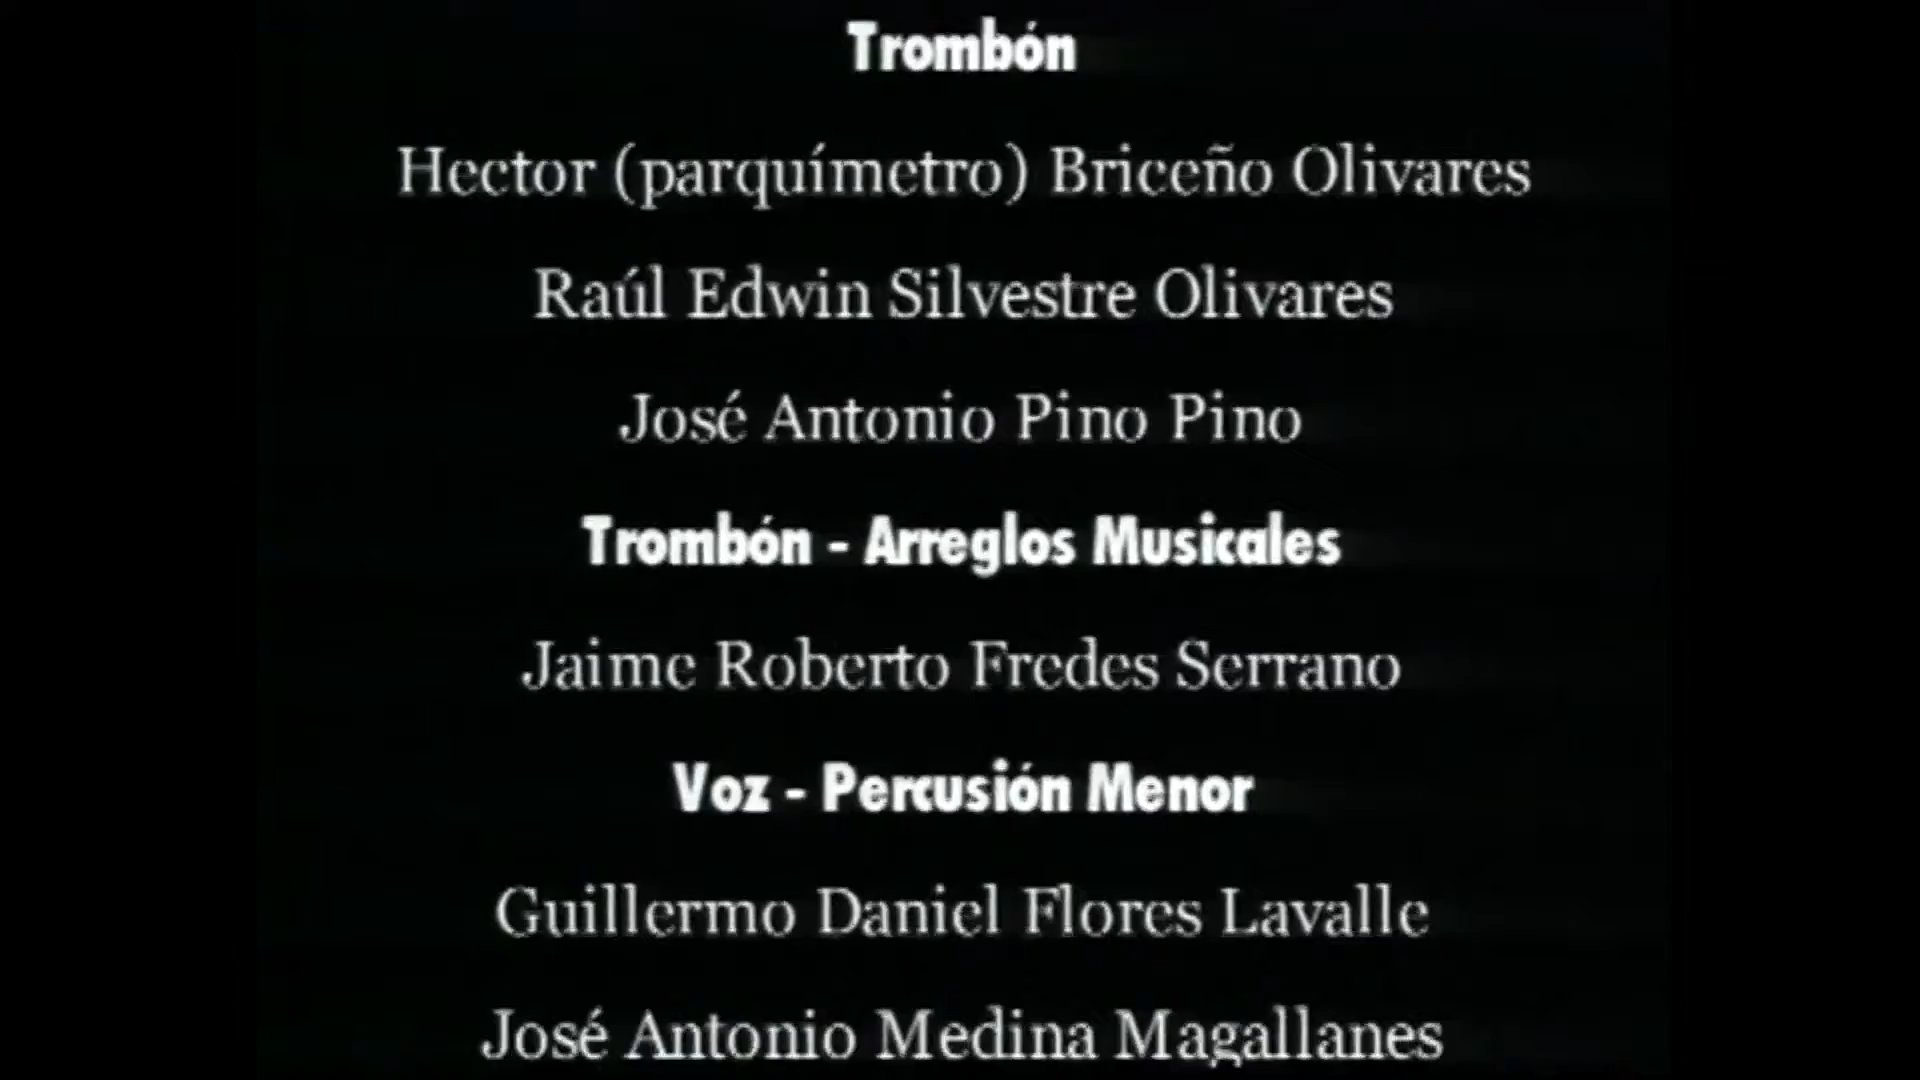 Trombón
Hector (parquímetro) Briceño Olivares
Raúl Edwin Silvestre Olivares
José Antonio Pino Pino
Trombón - Arreglos Musicales
Jaime Roberto Fredes Serrano
Voz - Percusión Menor
Guillermo Daniel Flores Lavalle
José Antonio Medina Magallanes